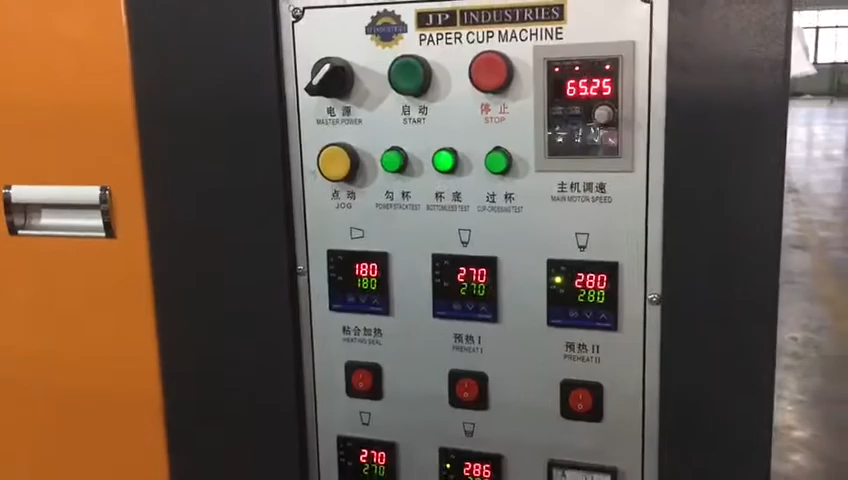 JP INDUSTRIES
PAPER CUP MACHINE
65.25
电源 启动 停止
MASTER POWER START STOP
点动 勾杯 杯底 过杯 主机调速
JOG POWER STACKTEST BOTTOMLESS TEST CUP-CROSSING TEST MAIN MOTOR SPEED
180 270 280
180 270 280
粘合加热 预热 I 预热 II
HEATING SEAL PREHEAT I PREHEAT II
270 286
270